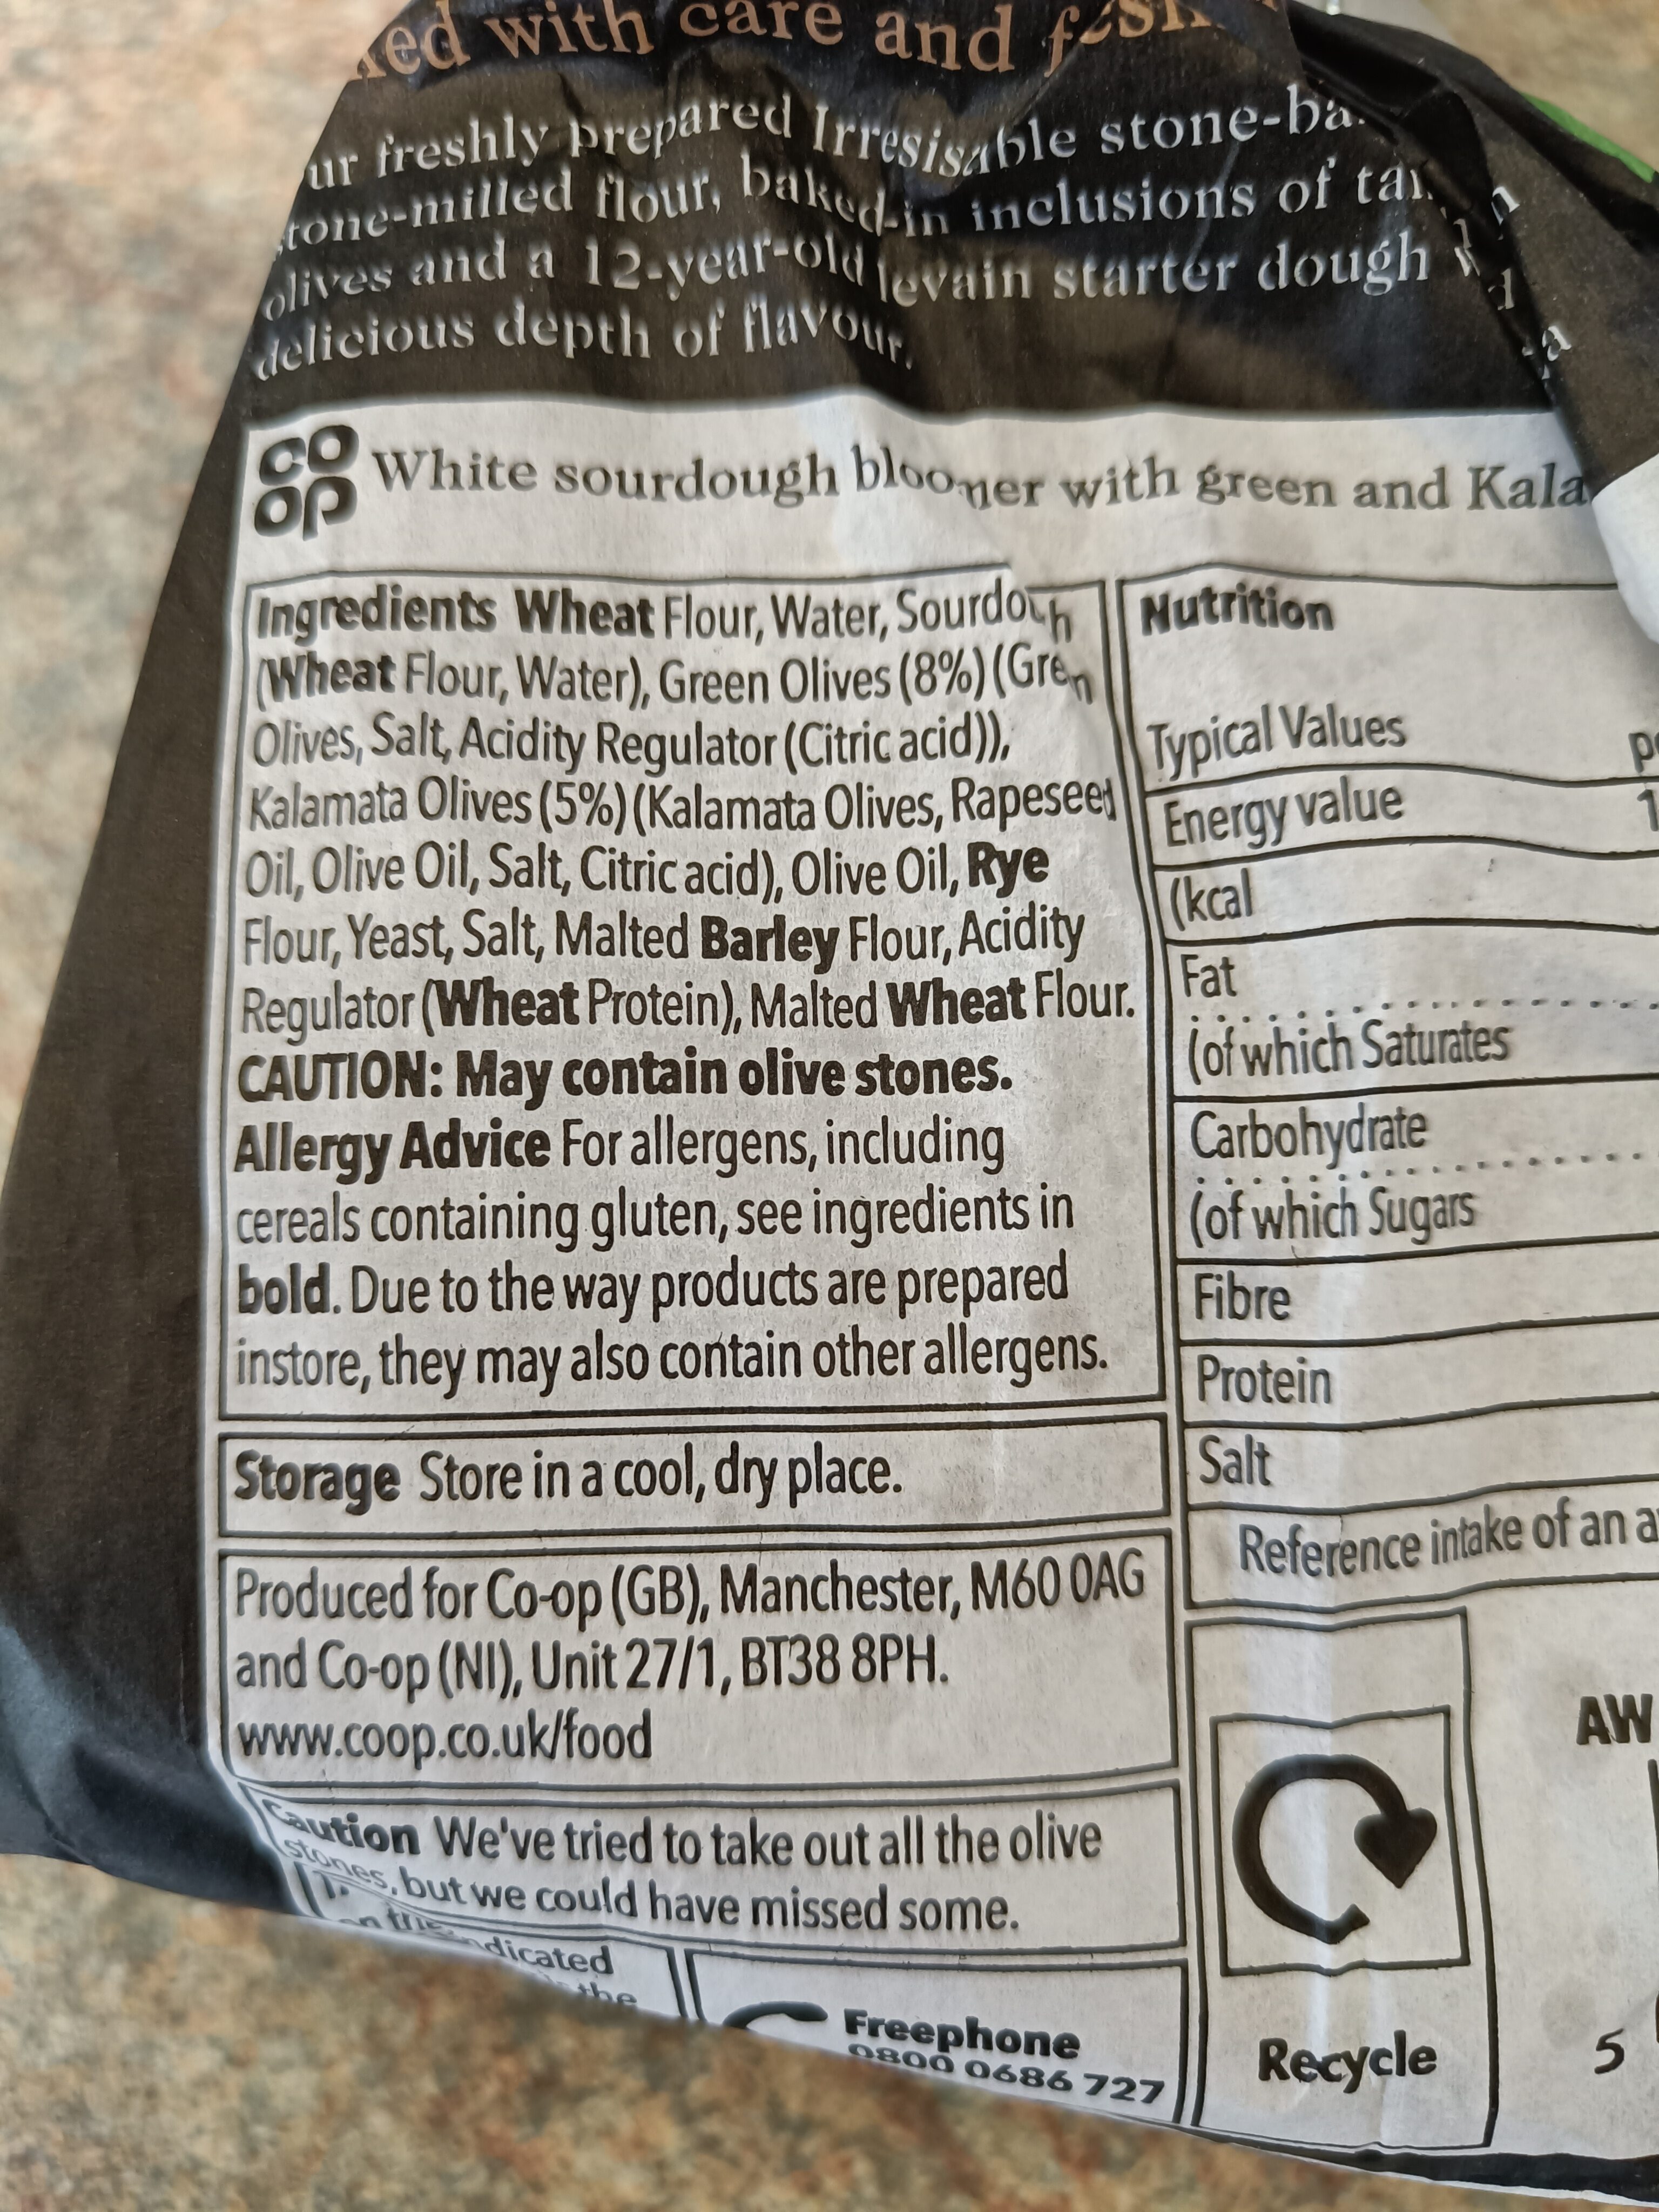 with care and
freshly prepared Irresistible stone-ba
tone-milled flour, baked-in inclusions of
olives and a 12-year-old levain starter dough
delicious depth of flavour.
CO
OP
White sourdough bloomer with green and Kala
Ingredients Wheat Flour, Water, Sourdough
(Wheat Flour, Water), Green Olives (8%) (Green
Olives, Salt, Acidity Regulator (Citric acid)),
Kalamata Olives (5%) (Kalamata Olives, Rapeseed
Oil, Olive Oil, Salt, Citric acid), Olive Oil, Rye
Flour, Yeast, Salt, Malted Barley Flour, Acidity
Regulator (Wheat Protein), Malted Wheat Flour.
CAUTION: May contain olive stones.
Allergy Advice For allergens, including
cereals containing gluten, see ingredients in
bold. Due to the way products are prepared
instore, they may also contain other allergens.
Storage Store in a cool, dry place.
Produced for Co-op (GB), Manchester, M60 0AG
and Co-op (NI), Unit 27/1, BT38 8PH.
www.coop.co.uk/food
Caution We've tried to take out all the olive
stones, but we could have missed some.
dicated
the
Freephone
0800 0686 727
Nutrition
Typical Values
Energy value
(kcal
Fat
(of which Saturates
Carbohydrate
(of which Sugars
Fibre
Protein
Salt
Reference intake of an a
Recycle
AW
5